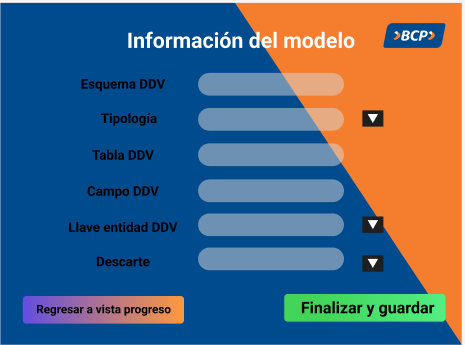 Información del modelo
BCP
Esquema DDV
Tipología
Tabla DDV
Campo DDV
Llave entidad DDV
Descarte
Regresar a vista progreso
Finalizar y guardar